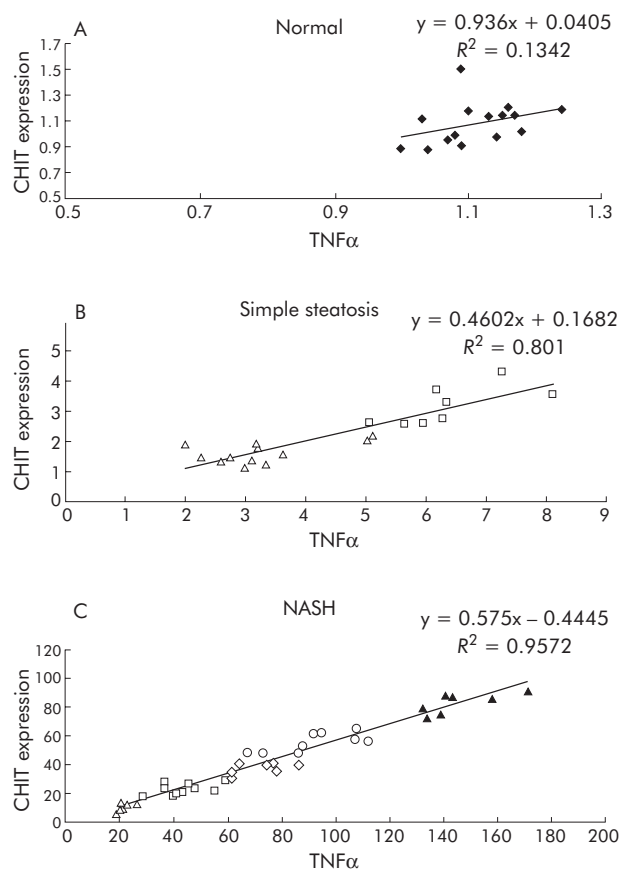 A
Normal
y = 0.936x + 0.0405
R² = 0.1342
CHIT expression
1.7
1.5
1.3
1.1
0.9
0.7
0.5
0.5 0.7 0.9 1.1 1.3
TNFα
B
Simple steatosis
y = 0.4602x + 0.1682
R² = 0.801
CHIT expression
5
4
3
2
1
0
0 1 2 3 4 5 6 7 8 9
TNFα
C
NASH
y = 0.575x – 0.4445
R² = 0.9572
CHIT expression
120
100
80
60
40
20
0
0 20 40 60 80 100 120 140 160 180 200
TNFα